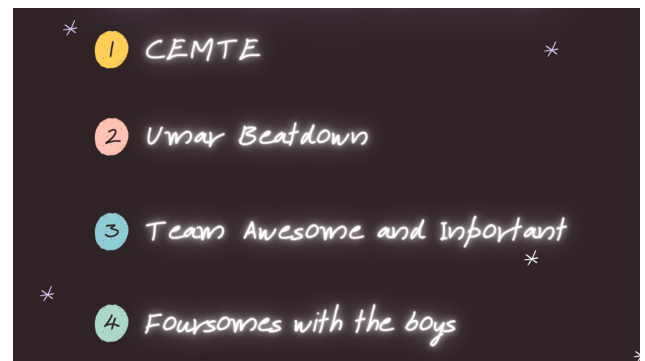 1 CEMTE
2 Umar Beatdown
3 Team Awesome and Inportant
4 Foursomes with the boys